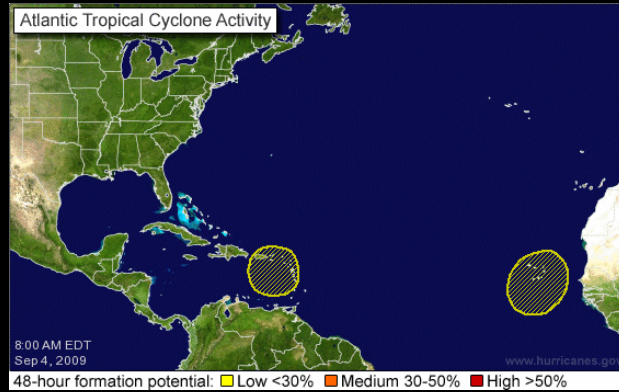 Atlantic Tropical Cyclone Activity
8:00 AM EDT
Sep 4, 2009
www.hurricanes.gov
48-hour formation potential: Low <30% Medium 30-50% High >50%